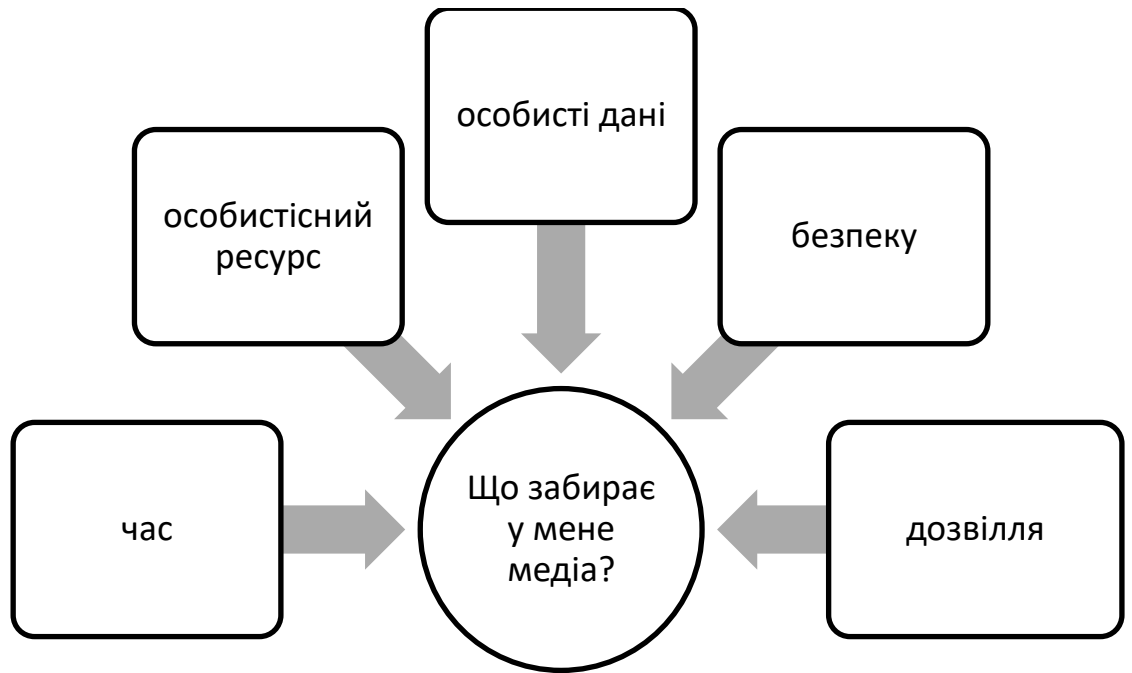 особисті дані
особистісний
ресурс
безпеку
час
Що забирає
у мене
медіа?
дозвілля